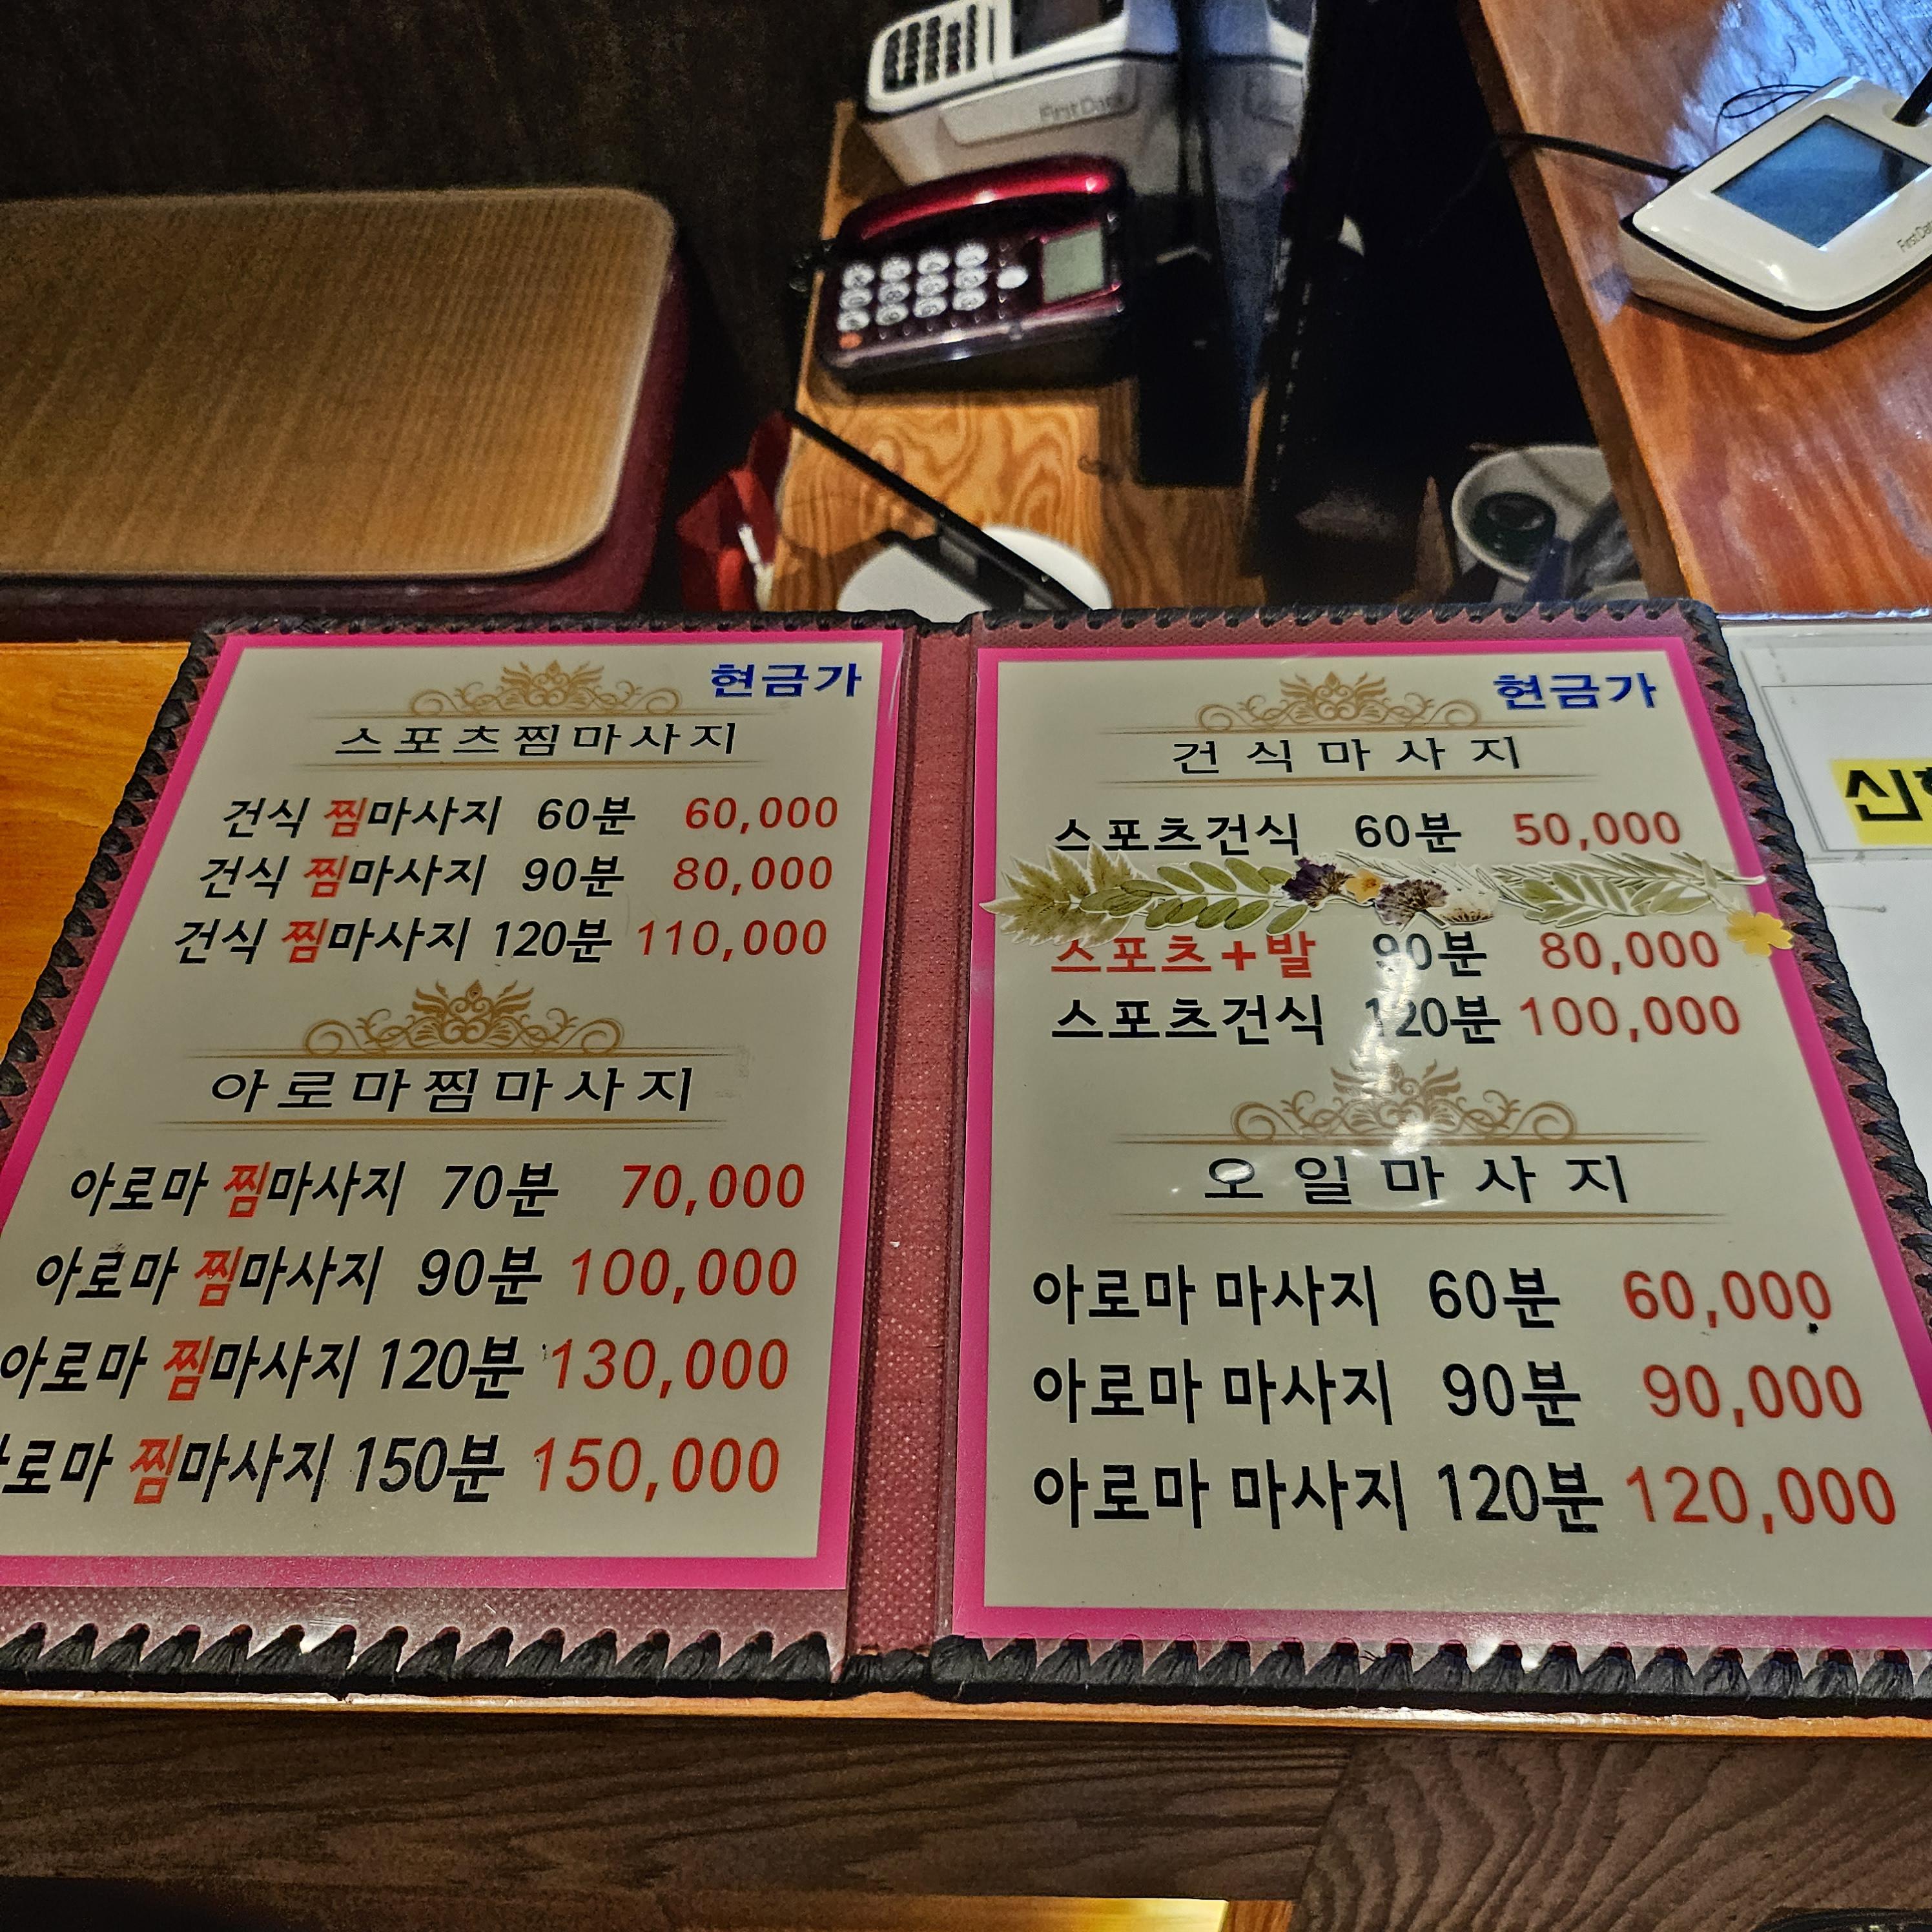 First Data
First Data
현금가
스포츠찜마사지
건식 찜마사지 60분 60,000
건식 찜마사지 90분 80,000
건식 찜마사지 120분 110,000
아로마찜마사지
아로마 찜마사지 70분 70,000
아로마 찜마사지 90분 100,000
아로마 찜마사지 120분 130,000
아로마 찜마사지 150분 150,000
현금가
건식마사지
스포츠건식 60분 50,000
스포츠+발 90분 80,000
스포츠건식 120분 100,000
오일마사지
아로마 마사지 60분 60,000
아로마 마사지 90분 90,000
아로마 마사지 120분 120,000